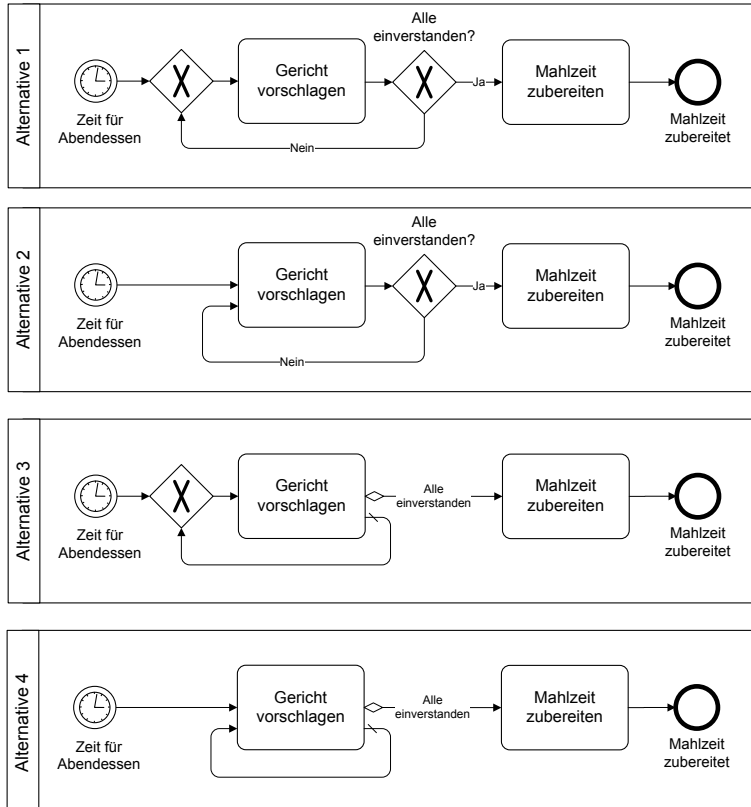 Alternative 1
Zeit für
Abendessen
Gericht
vorschlagen
Alle
einverstanden?
Ja
Nein
Mahlzeit
zubereiten
Mahlzeit
zubereitet
Alternative 2
Zeit für
Abendessen
Gericht
vorschlagen
Alle
einverstanden?
Ja
Nein
Mahlzeit
zubereiten
Mahlzeit
zubereitet
Alternative 3
Zeit für
Abendessen
Gericht
vorschlagen
Alle
einverstanden
Mahlzeit
zubereiten
Mahlzeit
zubereitet
Alternative 4
Zeit für
Abendessen
Gericht
vorschlagen
Alle
einverstanden
Mahlzeit
zubereiten
Mahlzeit
zubereitet